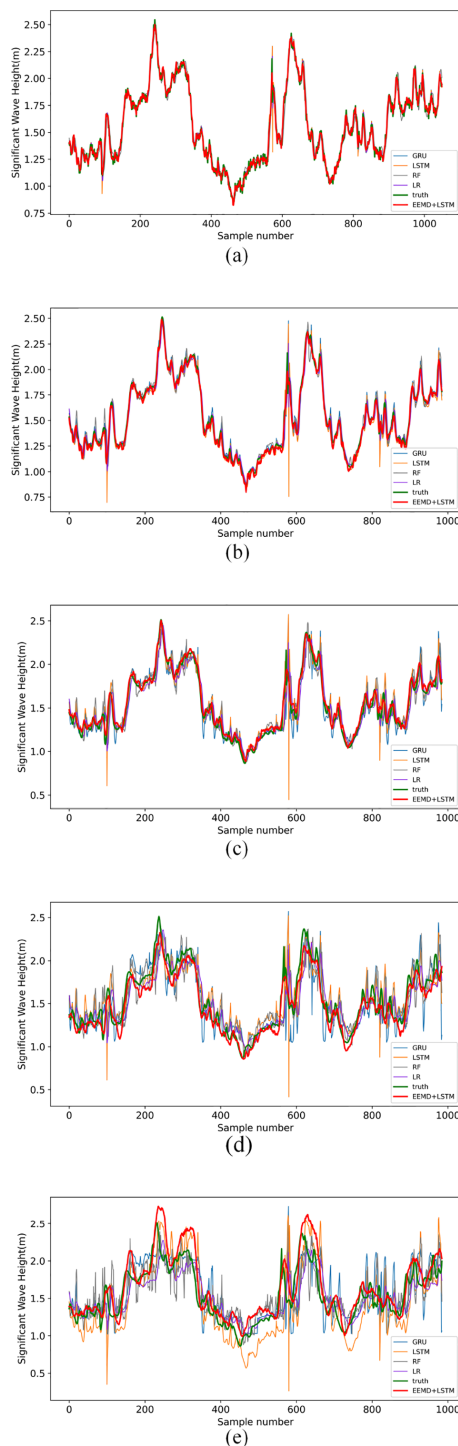 Significant Wave Height(m)
2.50
2.25
2.00
1.75
1.50
1.25
1.00
0.75
GRU
LSTM
RF
LR
truth
EEMD+LSTM
0 200 400 600 800 1000
Sample number
(a)
Significant Wave Height(m)
2.50
2.25
2.00
1.75
1.50
1.25
1.00
0.75
GRU
LSTM
RF
LR
truth
EEMD+LSTM
0 200 400 600 800 1000
Sample number
(b)
Significant Wave Height(m)
2.5
2.0
1.5
1.0
0.5
GRU
LSTM
RF
LR
truth
EEMD+LSTM
0 200 400 600 800 1000
Sample number
(c)
Significant Wave Height(m)
2.5
2.0
1.5
1.0
0.5
GRU
LSTM
RF
LR
truth
EEMD+LSTM
0 200 400 600 800 1000
Sample number
(d)
Significant Wave Height(m)
2.5
2.0
1.5
1.0
0.5
GRU
LSTM
RF
LR
truth
EEMD+LSTM
0 200 400 600 800 1000
Sample number
(e)